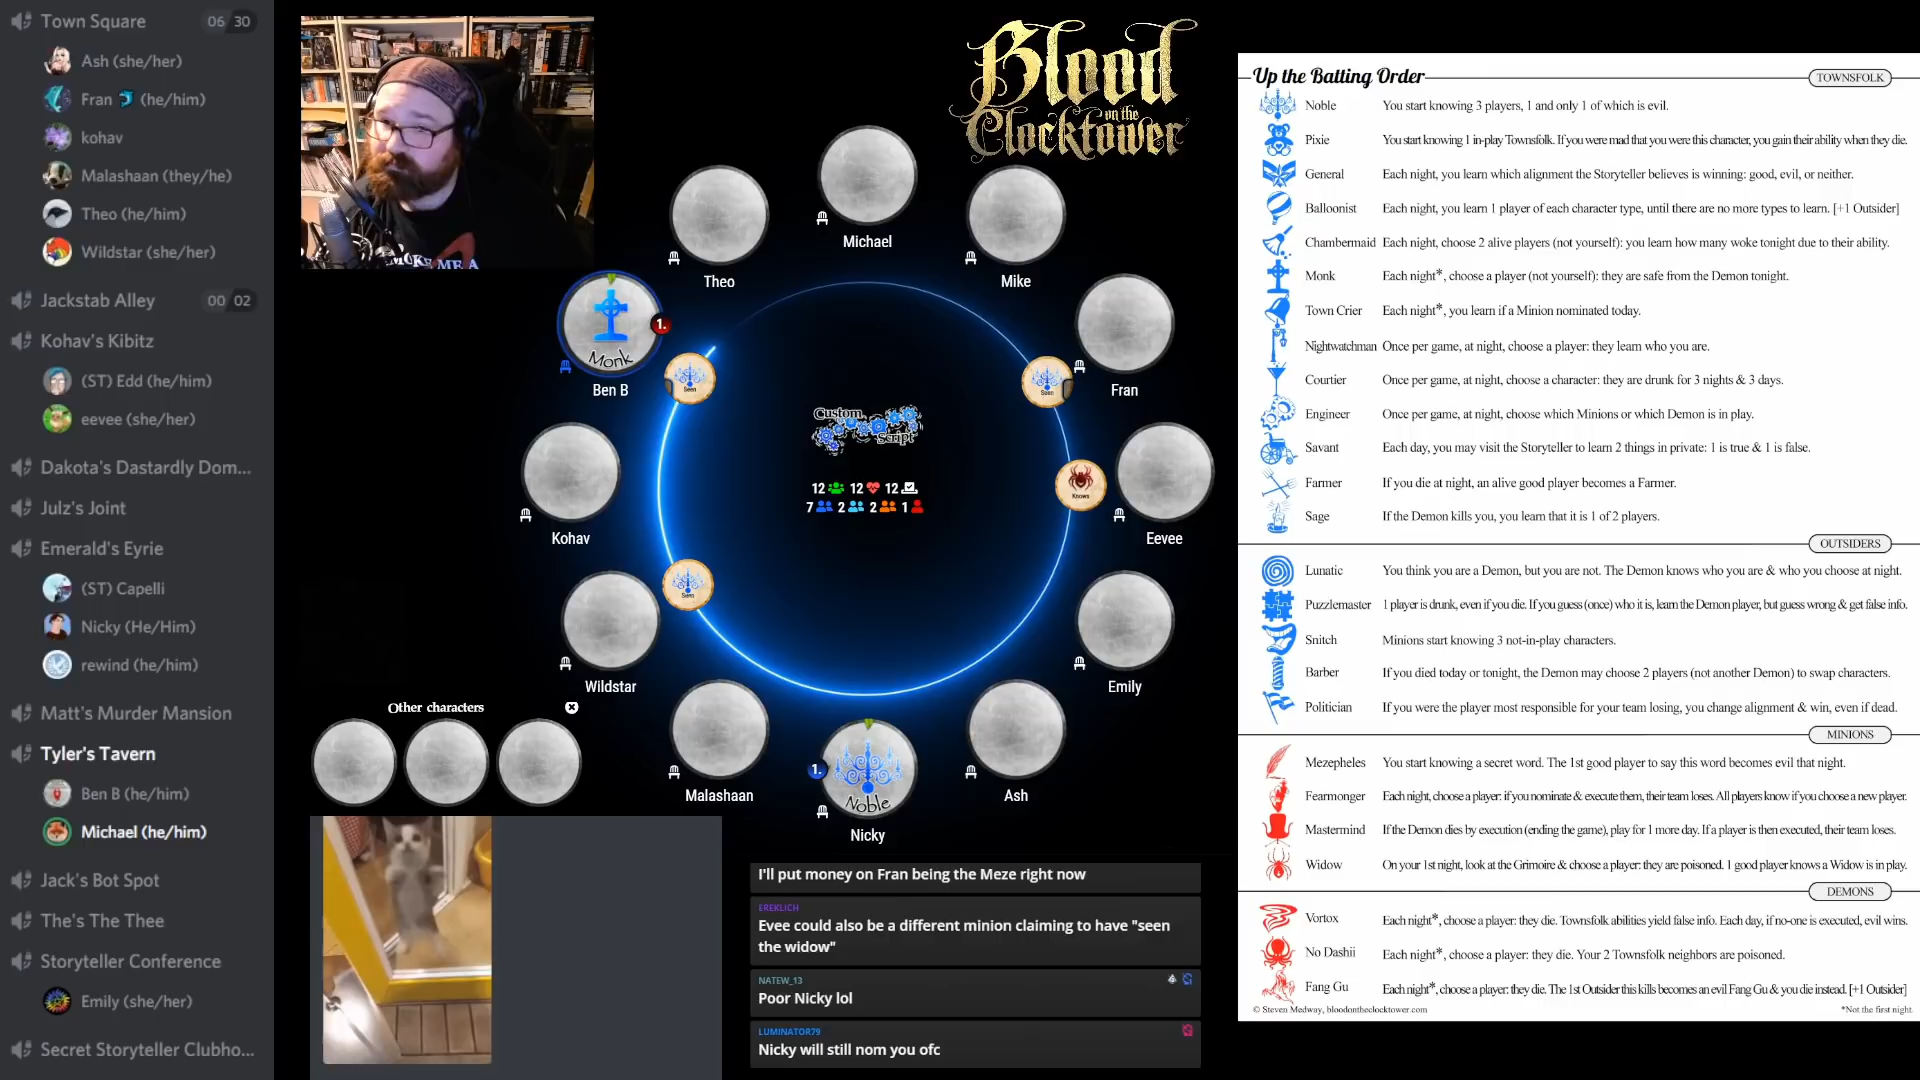 Town Square 06 30
Ash (she/her)
Fran (he/him)
kohav
Malashaan (they/he)
Theo (he/him)
Wildstar (she/her)
Jackstab Alley 00 02
Kohav's Kibitz
(ST) Edd (he/him)
eevee (she/her)
Dakota's Dastardly Dom...
Julz's Joint
Emerald's Eyrie
(ST) Capelli
Nicky (He/Him)
rewind (he/him)
Matt's Murder Mansion
Tyler's Tavern
Ben B (he/him)
Michael (he/him)
Jack's Bot Spot
The's The Thee
Storyteller Conference
Emily (she/her)
Secret Storyteller Clubho...
SMOKE ME A
Blood
on the
Clocktower
Michael
Theo
Mike
Monk
1.
Ben B
Seen
Fran
Seen
Kohav
Custom
Script
12 12 12
7 2 2 1
Knows
Eevee
Wildstar
Seen
Emily
Malashaan
1.
Noble
Nicky
Ash
Other characters
I'll put money on Fran being the Meze right now
EREKLICH
Evee could also be a different minion claiming to have "seen
the widow"
NATEW_13
Poor Nicky lol
LUMINATOR79
Nicky will still nom you ofc
Up the Batting Order
TOWNSFOLK
Noble You start knowing 3 players, 1 and only 1 of which is evil.
Pixie You start knowing 1 in-play Townsfolk. If you were mad that you were this character, you gain their ability when they die.
General Each night, you learn which alignment the Storyteller believes is winning: good, evil, or neither.
Balloonist Each night, you learn 1 player of each character type, until there are no more types to learn. [+1 Outsider]
Chambermaid Each night, choose 2 alive players (not yourself): you learn how many woke tonight due to their ability.
Monk Each night*, choose a player (not yourself): they are safe from the Demon tonight.
Town Crier Each night*, you learn if a Minion nominated today.
Nightwatchman Once per game, at night, choose a player: they learn who you are.
Courtier Once per game, at night, choose a character: they are drunk for 3 nights & 3 days.
Engineer Once per game, at night, choose which Minions or which Demon is in play.
Savant Each day, you may visit the Storyteller to learn 2 things in private: 1 is true & 1 is false.
Farmer If you die at night, an alive good player becomes a Farmer.
Sage If the Demon kills you, you learn that it is 1 of 2 players.
OUTSIDERS
Lunatic You think you are a Demon, but you are not. The Demon knows who you are & who you choose at night.
Puzzlemaster 1 player is drunk, even if you die. If you guess (once) who it is, learn the Demon player, but guess wrong & get false info.
Snitch Minions start knowing 3 not-in-play characters.
Barber If you died today or tonight, the Demon may choose 2 players (not another Demon) to swap characters.
Politician If you were the player most responsible for your team losing, you change alignment & win, even if dead.
MINIONS
Mezepheles You start knowing a secret word. The 1st good player to say this word becomes evil that night.
Fearmonger Each night, choose a player: if you nominate & execute them, their team loses. All players know if you choose a new player.
Mastermind If the Demon dies by execution (ending the game), play for 1 more day. If a player is then executed, their team loses.
Widow On your 1st night, look at the Grimoire & choose a player: they are poisoned. 1 good player knows a Widow is in play.
DEMONS
Vortox Each night*, choose a player: they die. Townsfolk abilities yield false info. Each day, if no-one is executed, evil wins.
No Dashii Each night*, choose a player: they die. Your 2 Townsfolk neighbors are poisoned.
Fang Gu Each night*, choose a player: they die. The 1st Outsider this kills becomes an evil Fang Gu & you die instead. [+1 Outsider]
© Steven Medway, bloodontheclocktower.com
*Not the first night.